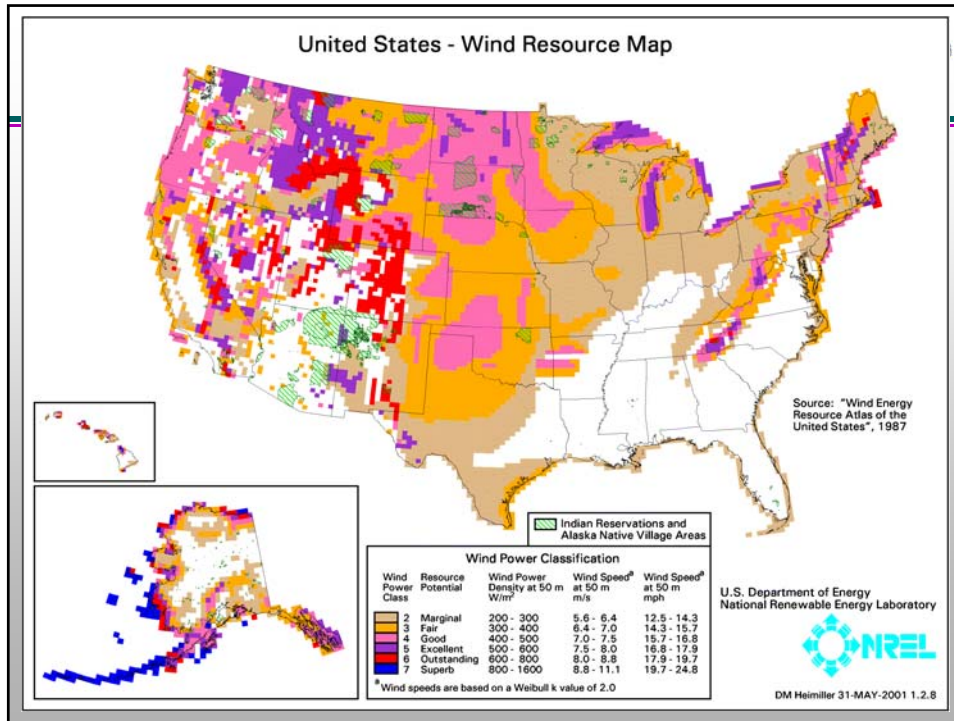 United States - Wind Resource Map
Source: "Wind Energy
Resource Atlas of the
United States", 1987
Indian Reservations and
Alaska Native Village Areas
Wind Power Classification
Wind Power Class Resource Potential Wind Power Density at 50 m W/m² Wind Speedᵃ at 50 m m/s Wind Speedᵃ at 50 m mph
2 Marginal 200 - 300 5.6 - 6.4 12.5 - 14.3
3 Fair 300 - 400 6.4 - 7.0 14.3 - 15.7
4 Good 400 - 500 7.0 - 7.5 15.7 - 16.8
5 Excellent 500 - 600 7.5 - 8.0 16.8 - 17.9
6 Outstanding 600 - 800 8.0 - 8.8 17.9 - 19.7
7 Superb 800 - 1600 8.8 - 11.1 19.7 - 24.8
ᵃ Wind speeds are based on a Weibull k value of 2.0
U.S. Department of Energy
National Renewable Energy Laboratory
NREL
DM Heimiller 31-MAY-2001 1.2.8